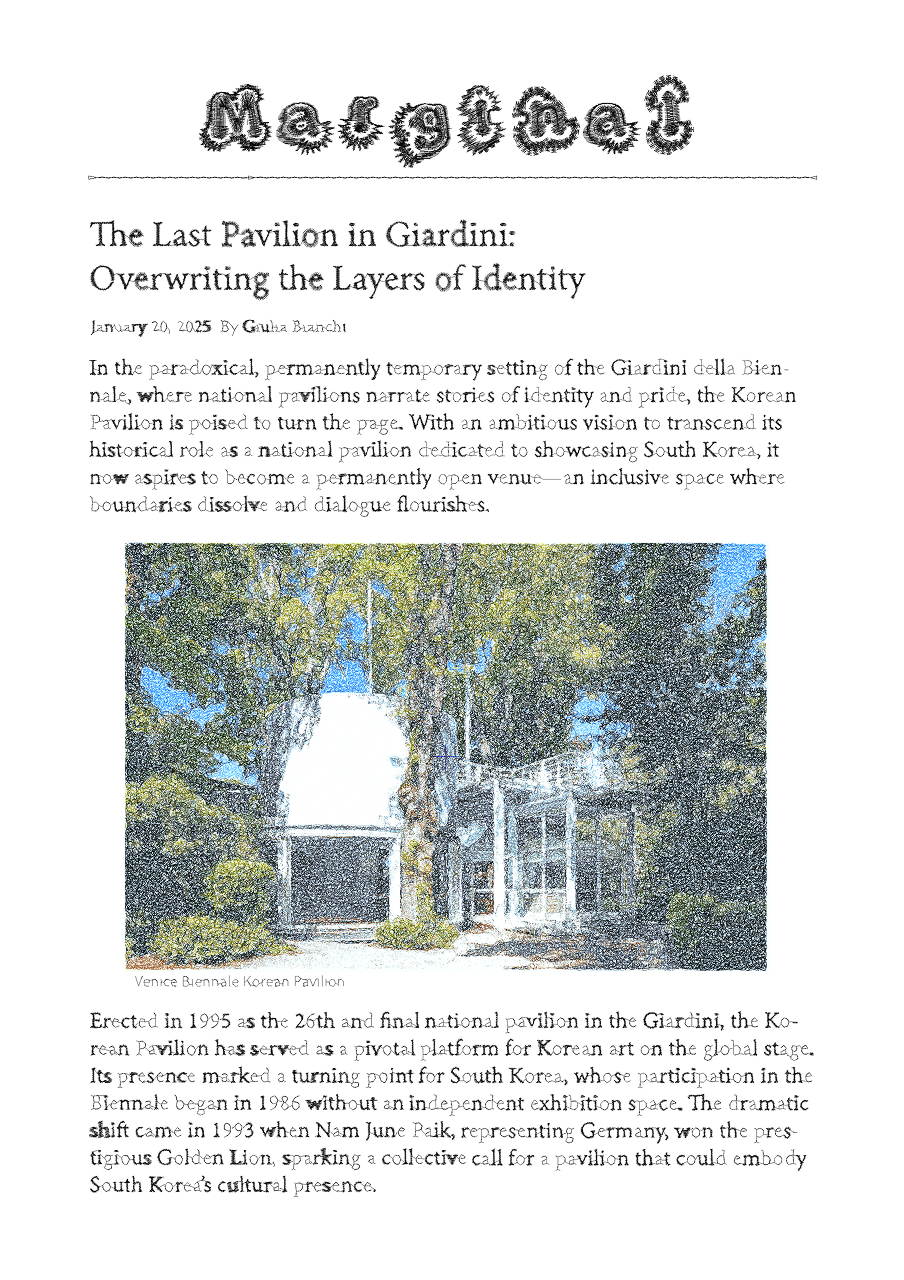 Marginal
The Last Pavilion in Giardini:
Overwriting the Layers of Identity
January 20, 2025 By Giulia Bianchi
In the paradoxical, permanently temporary setting of the Giardini della Bien-
nale, where national pavilions narrate stories of identity and pride, the Korean
Pavilion is poised to turn the page. With an ambitious vision to transcend its
historical role as a national pavilion dedicated to showcasing South Korea, it
now aspires to become a permanently open venue—an inclusive space where
boundaries dissolve and dialogue flourishes.
Venice Biennale Korean Pavilion
Erected in 1995 as the 26th and final national pavilion in the Giardini, the Ko-
rean Pavilion has served as a pivotal platform for Korean art on the global stage.
Its presence marked a turning point for South Korea, whose participation in the
Biennale began in 1986 without an independent exhibition space. The dramatic
shift came in 1993 when Nam June Paik, representing Germany, won the pres-
tigious Golden Lion, sparking a collective call for a pavilion that could embody
South Korea's cultural presence.